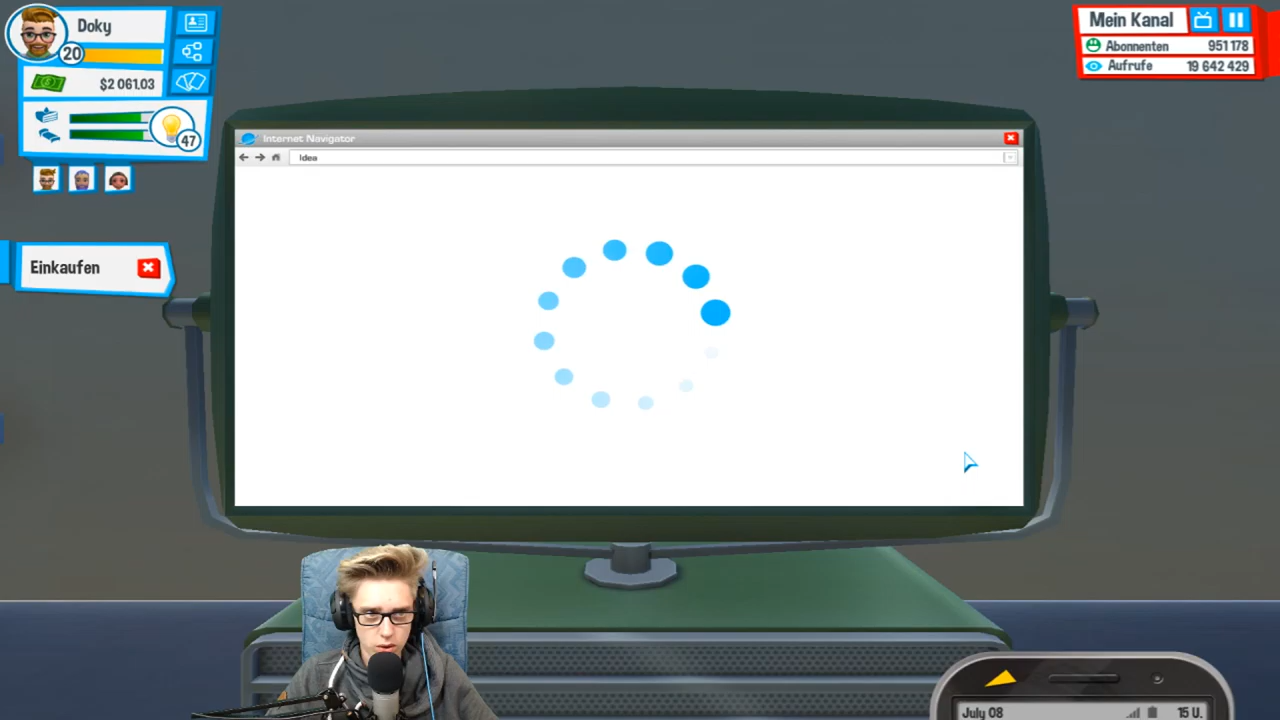 Doky
20
$2 061.03
47
Einkaufen
Internet Navigator
Idea
Mein Kanal
Abonnenten 951 178
Aufrufe 19 642 429
July 08 15 U.